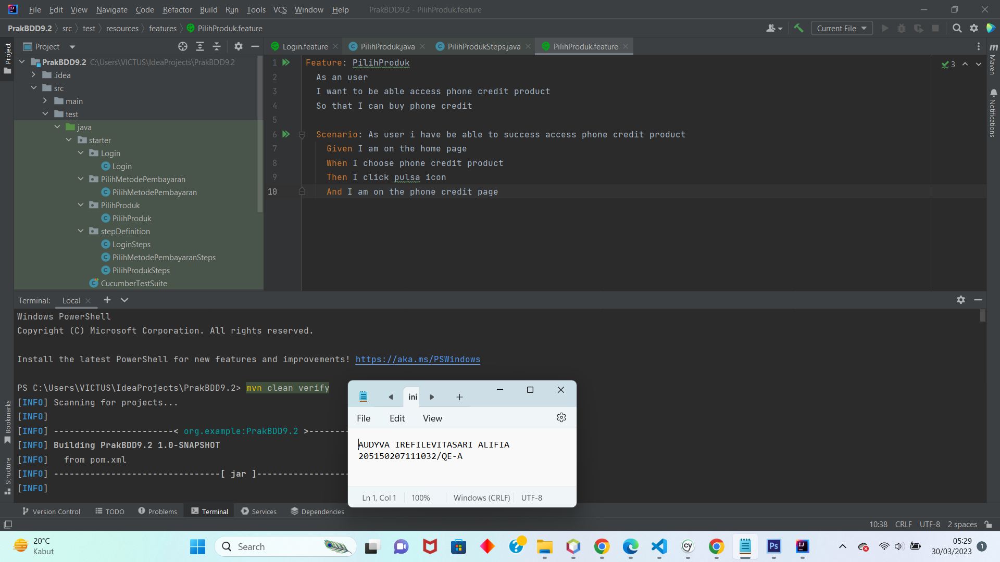 File Edit View Navigate Code Refactor Build Run Tools VCS Window Help PrakBDD9.2 - PilihProduk.feature
PrakBDD9.2 src test resources features PilihProduk.feature Current File
Project
Project
Login.feature PilihProduk.java PilihProdukSteps.java PilihProduk.feature
Maven
Notifications
PrakBDD9.2 C:\Users\VICTUS\IdeaProjects\PrakBDD9.2
.idea
src
main
test
java
starter
Login
Login
PilihMetodePembayaran
PilihMetodePembayaran
PilihProduk
PilihProduk
stepDefinition
LoginSteps
PilihMetodePembayaranSteps
PilihProdukSteps
CucumberTestSuite
3
1 Feature: PilihProduk
2 As an user
3 I want to be able access phone credit product
4 So that I can buy phone credit
5
6 Scenario: As user i have be able to success access phone credit product
7 Given I am on the home page
8 When I choose phone credit product
9 Then I click pulsa icon
10 And I am on the phone credit page
Terminal: Local
Windows PowerShell
Copyright (C) Microsoft Corporation. All rights reserved.
Install the latest PowerShell for new features and improvements! https://aka.ms/PSWindows
PS C:\Users\VICTUS\IdeaProjects\PrakBDD9.2> mvn clean verify
[INFO] Scanning for projects...
[INFO]
[INFO] -----------------------< org.example:PrakBDD9.2 >--------
[INFO] Building PrakBDD9.2 1.0-SNAPSHOT
[INFO]   from pom.xml
[INFO] --------------------------------[ jar ]------------------
[INFO]
Bookmarks
Structure
ini
File Edit View
AUDYVA IREFILEVITASARI ALIFIA
205150207111032/QE-A
Ln 1, Col 1 100% Windows (CRLF) UTF-8
Version Control TODO Problems Terminal Services Dependencies
10:38 CRLF UTF-8 2 spaces
20°C
Kabut
Search
cy
Ps
05:29
30/03/2023
1